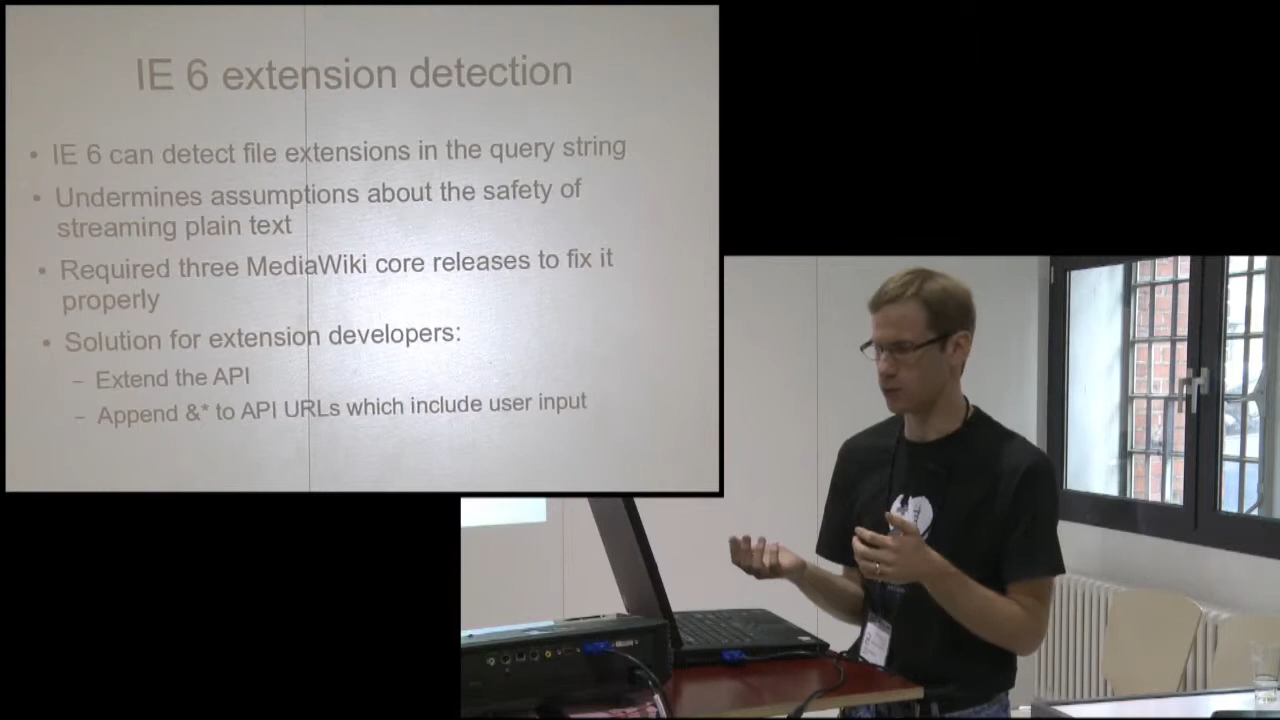 IE 6 extension detection
• IE 6 can detect file extensions in the query string
• Undermines assumptions about the safety of
streaming plain text
• Required three MediaWiki core releases to fix it
properly
• Solution for extension developers:
– Extend the API
– Append &* to API URLs which include user input